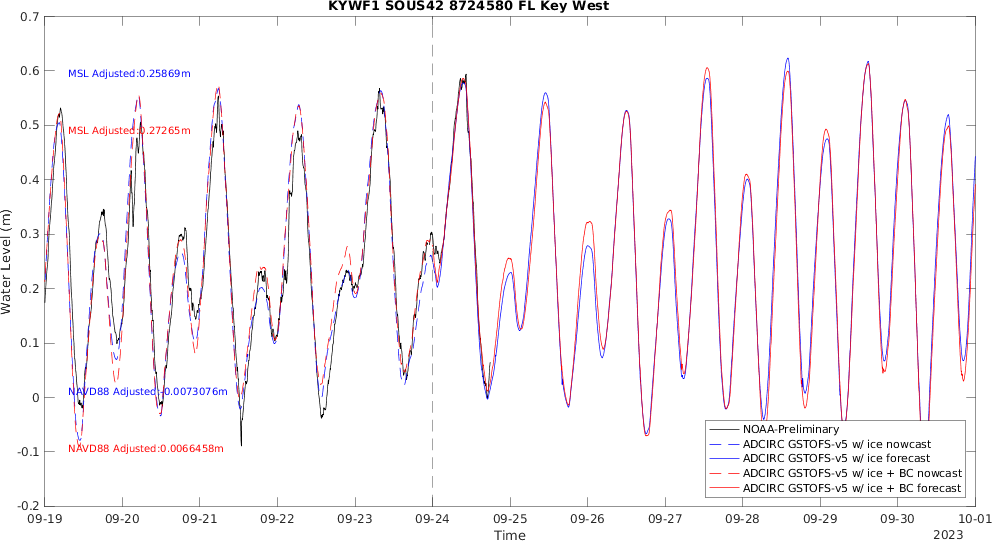 KYWF1 SOUS42 8724580 FL Key West
0.7
0.6
0.5
0.4
0.3
0.2
0.1
0
-0.1
-0.2
Water Level (m)
MSL Adjusted:0.25869m
MSL Adjusted:0.27265m
NAVD88 Adjusted:-0.0073076m
NAVD88 Adjusted:0.0066458m
NOAA-Preliminary
ADCIRC GSTOFS-v5 w/ ice nowcast
ADCIRC GSTOFS-v5 w/ ice forecast
ADCIRC GSTOFS-v5 w/ ice + BC nowcast
ADCIRC GSTOFS-v5 w/ ice + BC forecast
09-19 09-20 09-21 09-22 09-23 09-24 09-25 09-26 09-27 09-28 09-29 09-30 10-01
Time
2023